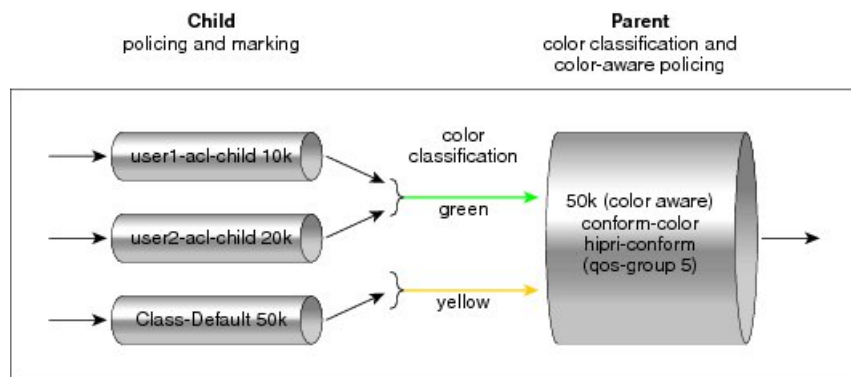 Child
policing and marking
Parent
color classification and
color-aware policing
user1-acl-child 10k
user2-acl-child 20k
Class-Default 50k
color
classification
green
yellow
50k (color aware)
conform-color
hipri-conform
(qos-group 5)